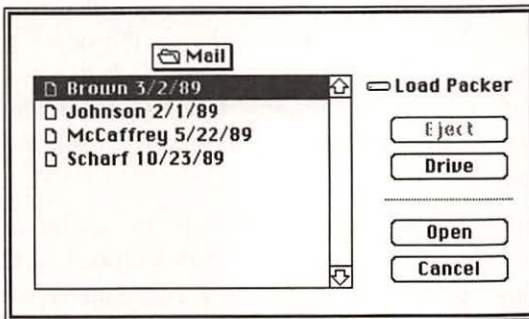 Mail
Brown 3/2/89
Johnson 2/1/89
McCaffrey 5/22/89
Scharf 10/23/89
Load Packer
Eject
Drive
Open
Cancel